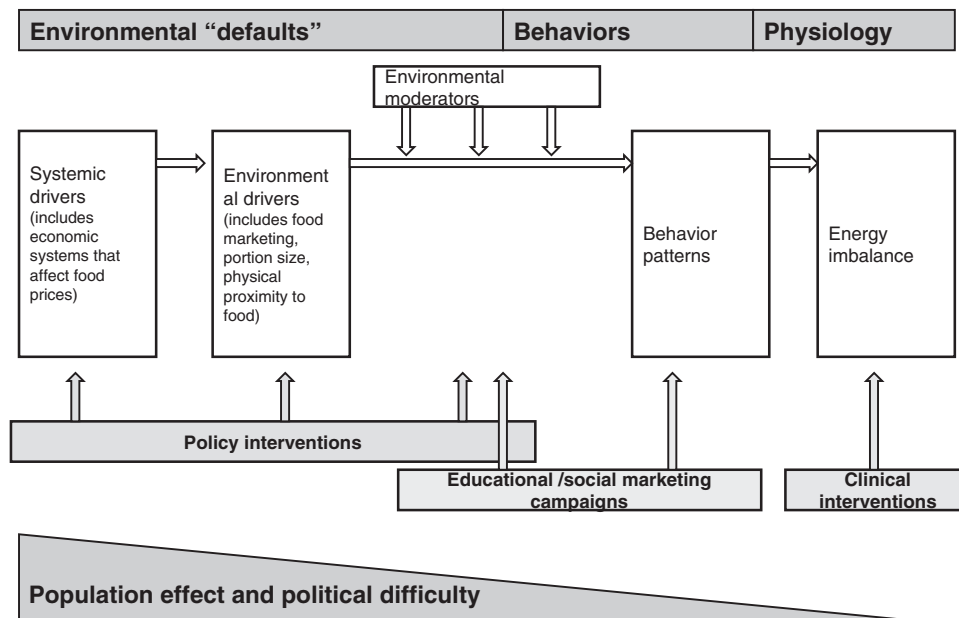 Environmental “defaults”
Behaviors
Physiology
Environmental
moderators
Systemic
drivers
(includes
economic
systems that
affect food
prices)
Environment
al drivers
(includes food
marketing,
portion size,
physical
proximity to
food)
Behavior
patterns
Energy
imbalance
Policy interventions
Educational /social marketing
campaigns
Clinical
interventions
Population effect and political difficulty